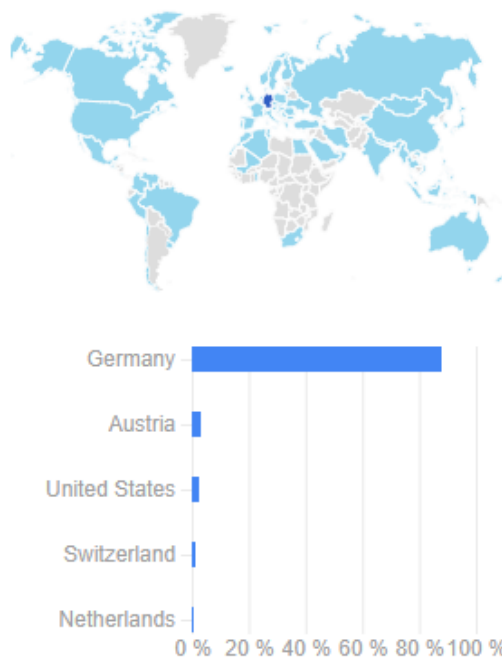 Germany
Austria
United States
Switzerland
Netherlands
0 % 20 % 40 % 60 % 80 % 100 %